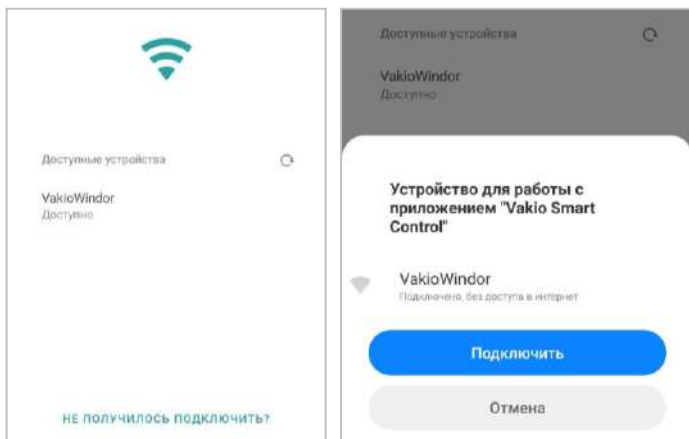 Доступные устройства
VakioWindor
Доступно
НЕ ПОЛУЧИЛОСЬ ПОДКЛЮЧИТЬ?
Доступные устройства
VakioWindor
Доступно
Устройство для работы с
приложением "Vakio Smart
Control"
VakioWindor
Подключено, без доступа в интернет
Подключить
Отмена